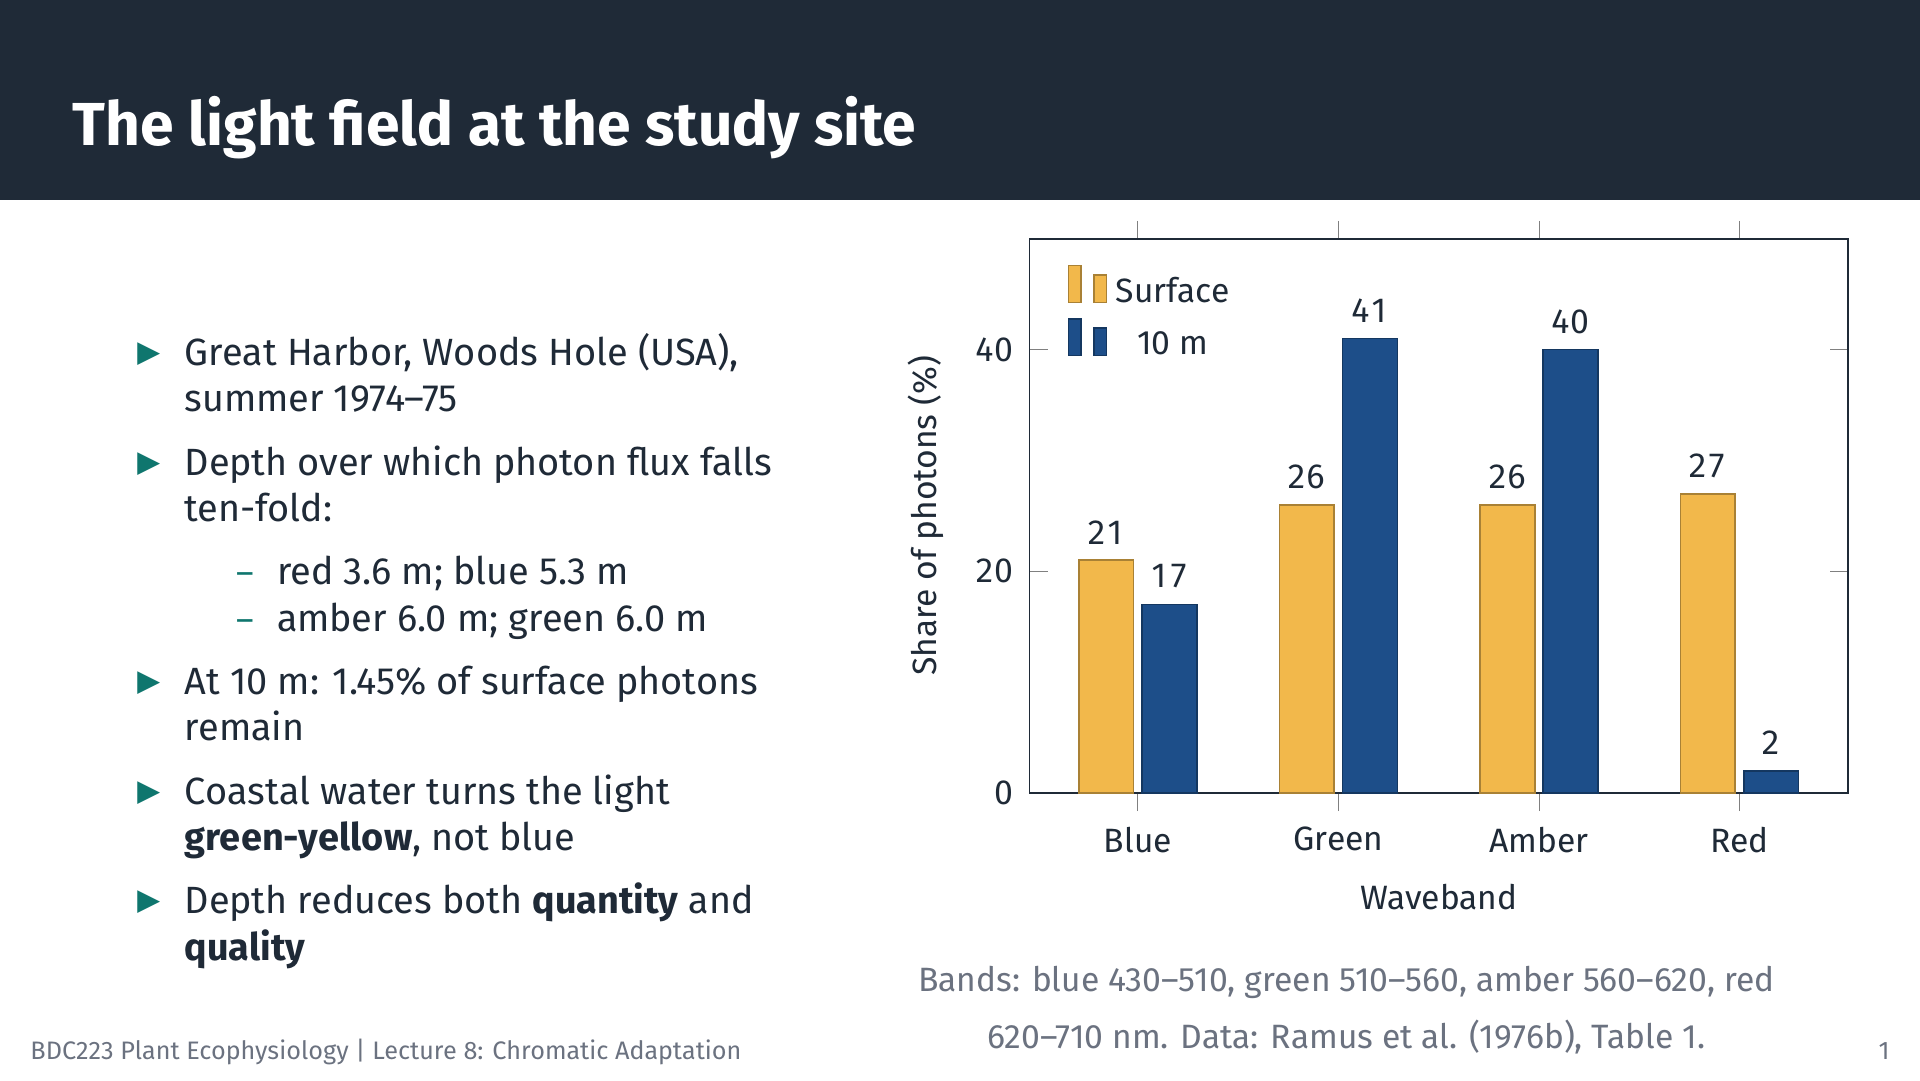 The light field at the study site
► Great Harbor, Woods Hole (USA),
summer 1974–75
► Depth over which photon flux falls
ten-fold:
– red 3.6 m; blue 5.3 m
– amber 6.0 m; green 6.0 m
► At 10 m: 1.45% of surface photons
remain
► Coastal water turns the light
green-yellow, not blue
► Depth reduces both quantity and
quality
Surface
10 m
Share of photons (%)
40
20
0
21
17
26
41
26
40
27
2
Blue Green Amber Red
Waveband
Bands: blue 430–510, green 510–560, amber 560–620, red
620–710 nm. Data: Ramus et al. (1976b), Table 1.
BDC223 Plant Ecophysiology | Lecture 8: Chromatic Adaptation
1